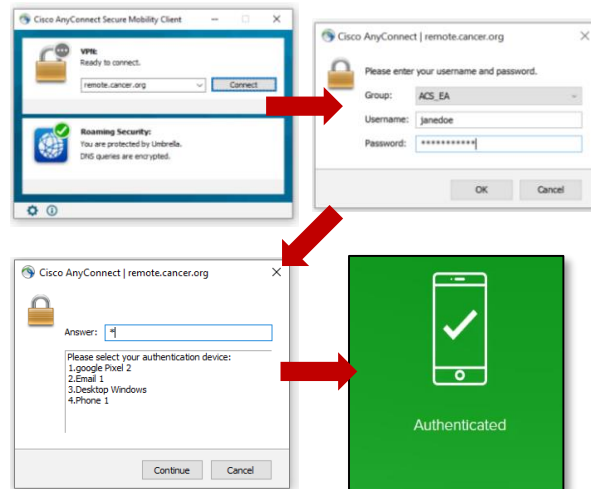 Cisco AnyConnect Secure Mobility Client
VPN:
Ready to connect.
remote.cancer.org
Connect
Roaming Security:
You are protected by Umbrella.
DNS queries are encrypted.
Cisco AnyConnect | remote.cancer.org
Please enter your username and password.
Group: ACS_EA
Username: janedoe
Password: ***********
OK Cancel
Cisco AnyConnect | remote.cancer.org
Answer: *
Please select your authentication device:
1.google Pixel 2
2.Email 1
3.Desktop Windows
4.Phone 1
Continue Cancel
Authenticated